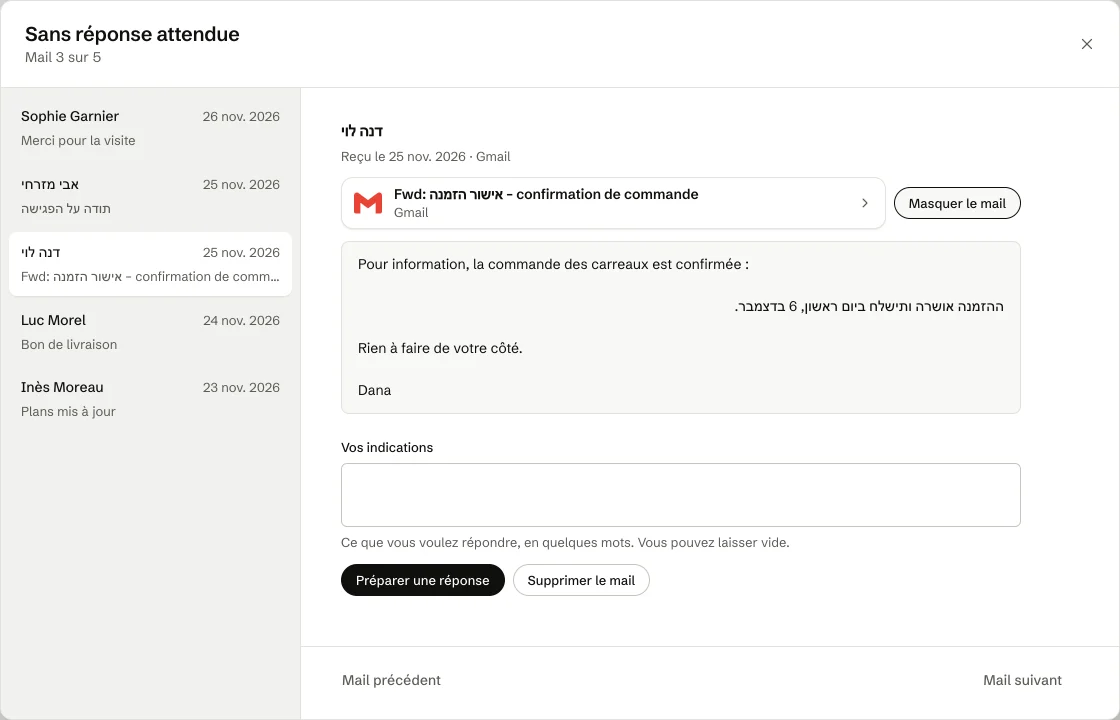 Sans réponse attendue
Mail 3 sur 5
Sophie Garnier 26 nov. 2026
Merci pour la visite
אבי מזרחי 25 nov. 2026
תודה על הפגישה
דנה לוי 25 nov. 2026
Fwd: אישור הזמנה – confirmation de comm...
Luc Morel 24 nov. 2026
Bon de livraison
Inès Moreau 23 nov. 2026
Plans mis à jour
דנה לוי
Reçu le 25 nov. 2026 · Gmail
Fwd: אישור הזמנה – confirmation de commande
Gmail
Masquer le mail
Pour information, la commande des carreaux est confirmée :
ההזמנה אושרה ותישלח ביום ראשון, 6 בדצמבר.
Rien à faire de votre côté.
Dana
Vos indications
Ce que vous voulez répondre, en quelques mots. Vous pouvez laisser vide.
Préparer une réponse Supprimer le mail
Mail précédent Mail suivant